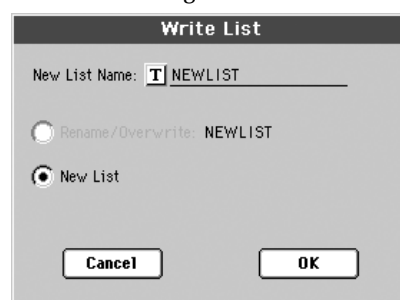 Write List
New List Name: T NEWLIST
Rename/Overwrite: NEWLIST
New List
Cancel OK